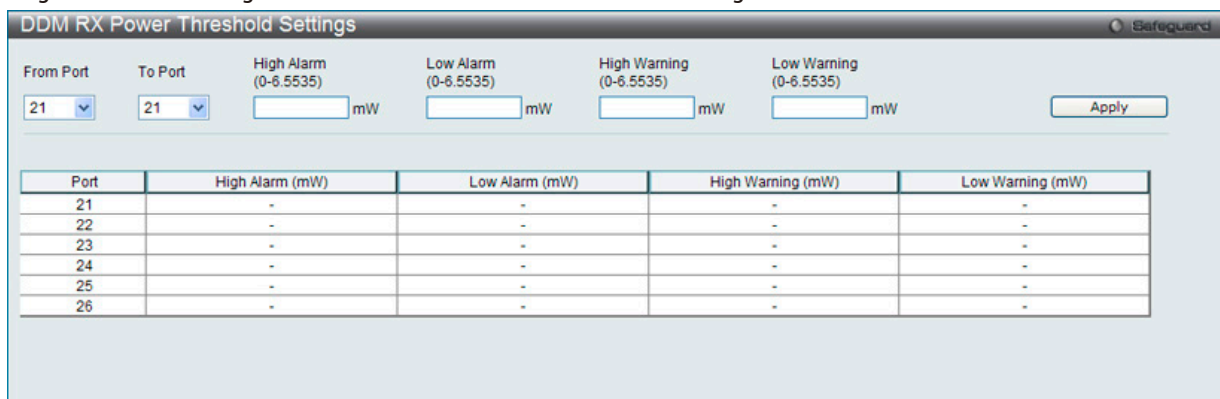 DDM RX Power Threshold Settings
Safeguard
From Port To Port High Alarm (0-6.5535) Low Alarm (0-6.5535) High Warning (0-6.5535) Low Warning (0-6.5535)
21 21 mW mW mW mW Apply
Port High Alarm (mW) Low Alarm (mW) High Warning (mW) Low Warning (mW)
21 - - - -
22 - - - -
23 - - - -
24 - - - -
25 - - - -
26 - - - -